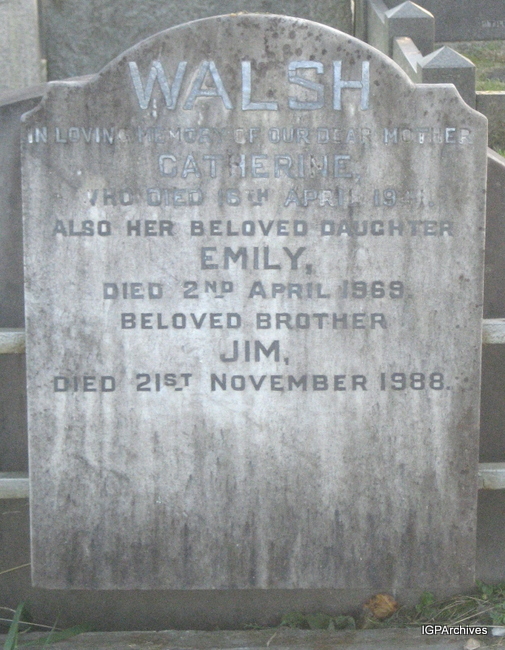 WALSH
IN LOVING MEMORY OF OUR DEAR MOTHER
CATHERINE,
WHO DIED 16TH APRIL
ALSO HER BELOVED DAUGHTER
EMILY,
DIED 2ND APRIL 1969.
BELOVED BROTHER
JIM,
DIED 21ST NOVEMBER 1988.
IGPArchives